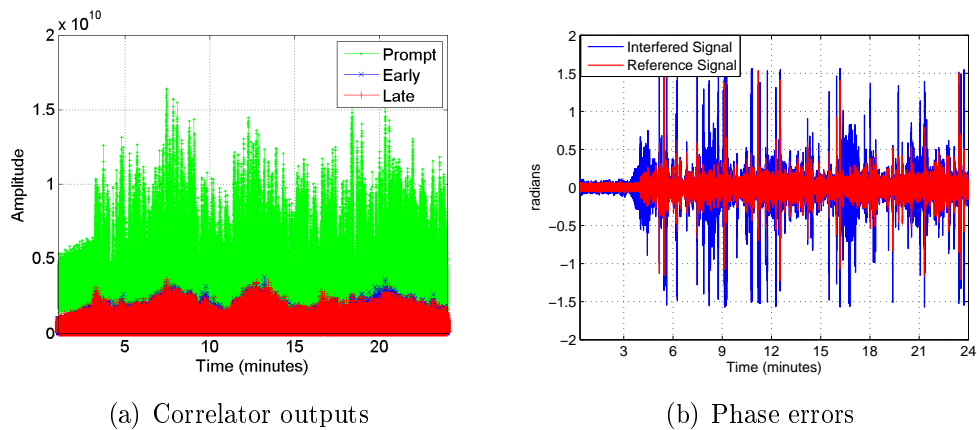 2 x 10^10
1.5
1
0.5
0
Amplitude
5
10
15
20
Time (minutes)
Prompt
Early
Late
(a) Correlator outputs
2
1.5
1
0.5
0
−0.5
−1
−1.5
−2
radians
3
6
9
12
15
18
21
24
Time (minutes)
Interfered Signal
Reference Signal
(b) Phase errors